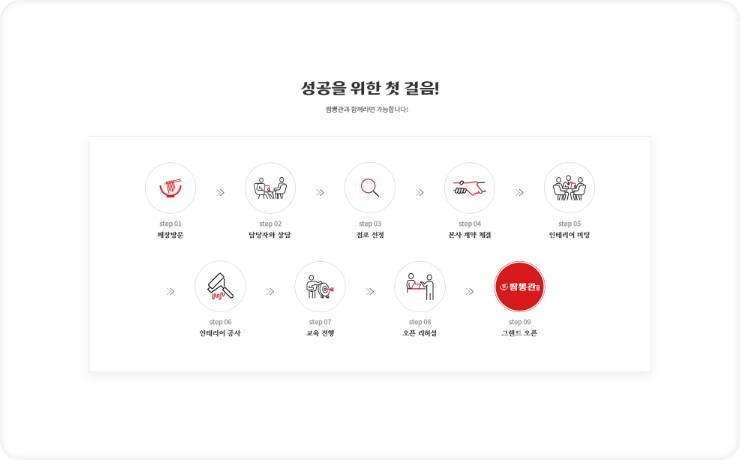 성공을 위한 첫 걸음!
짬뽕관과 함께라면 가능합니다!
step 01
매장방문
step 02
담당자와 상담
step 03
점포 선정
step 04
본사 계약 체결
step 05
인테리어 미팅
step 06
인테리어 공사
step 07
교육 진행
step 08
오픈 리허설
짬뽕관
step 09
그랜드 오픈